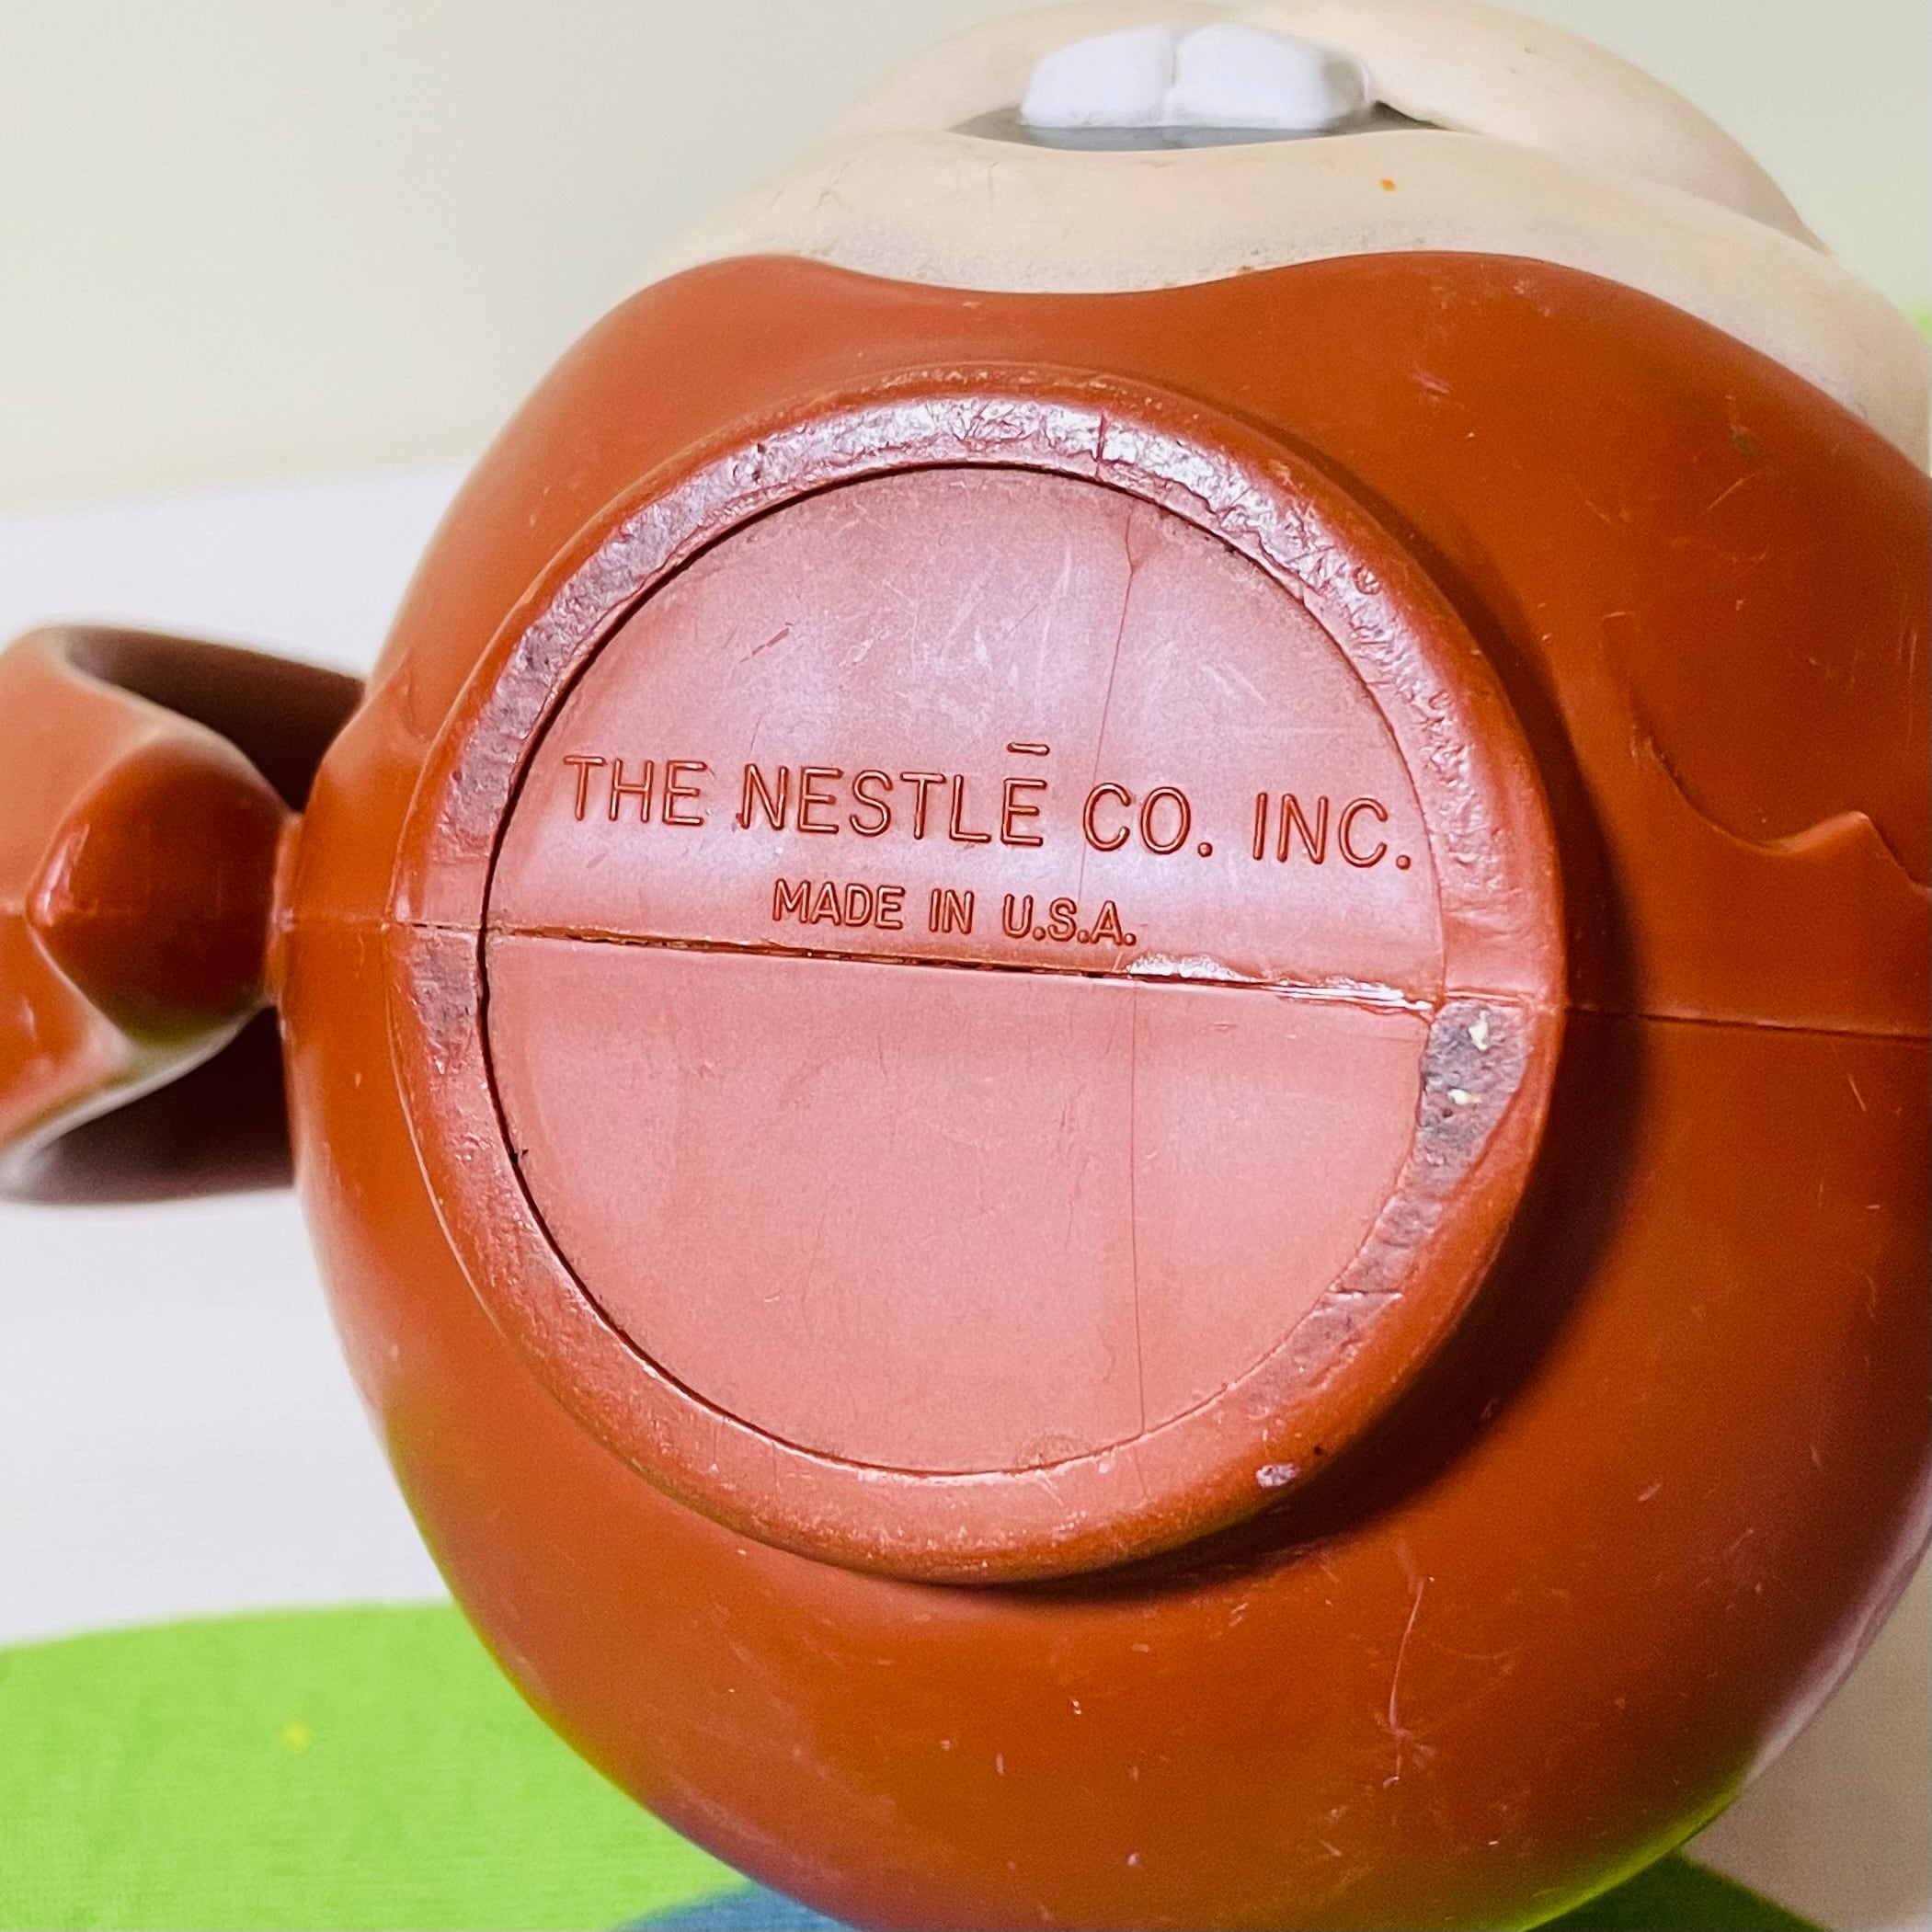 THE NESTLĒ CO. INC.
MADE IN U.S.A.